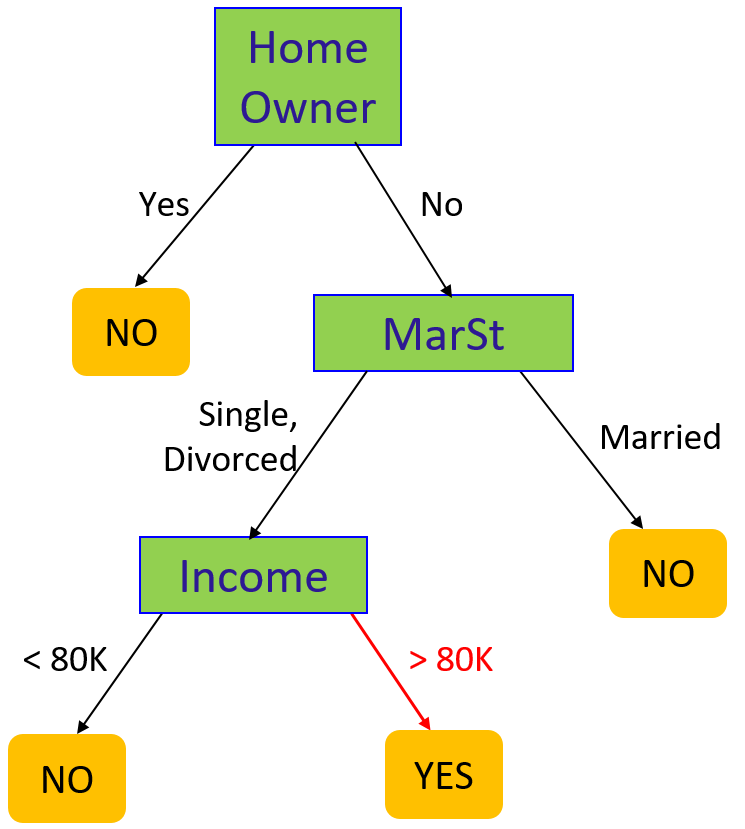 Home
Owner
Yes
No
NO
MarSt
Single,
Divorced
Married
Income
NO
< 80K
> 80K
NO
YES